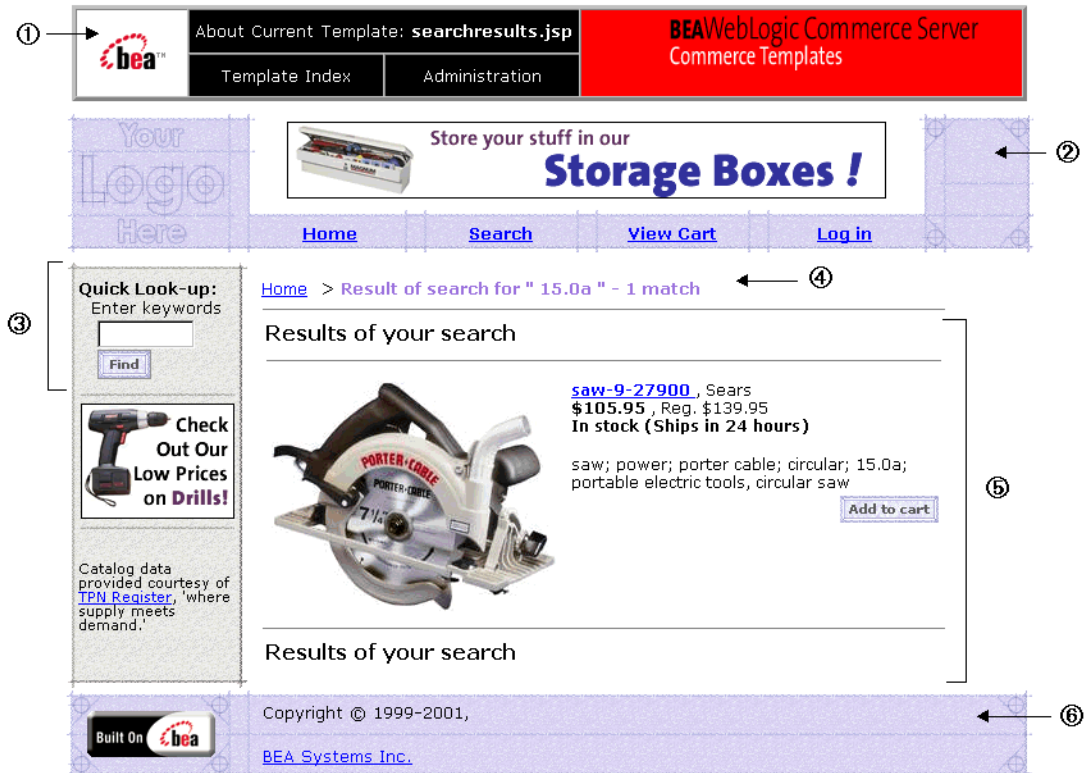 ①
bea™
About Current Template: searchresults.jsp
Template Index
Administration
BEAWebLogic Commerce Server
Commerce Templates
Your
Logo
Here
Store your stuff in our
Storage Boxes !
②
Home
Search
View Cart
Log in
③
Quick Look-up:
Enter keywords
Find
Check
Out Our
Low Prices
on Drills!
Catalog data
provided courtesy of
TPN Register, 'where
supply meets
demand.'
Home > Result of search for " 15.0a " - 1 match
④
Results of your search
PORTER+CABLE
PORTER+CABLE
7 1/4"
saw-9-27900 , Sears
$105.95 , Reg. $139.95
In stock (Ships in 24 hours)
saw; power; porter cable; circular; 15.0a;
portable electric tools, circular saw
Add to cart
⑤
Results of your search
Built On bea
Copyright © 1999-2001,
BEA Systems Inc.
⑥